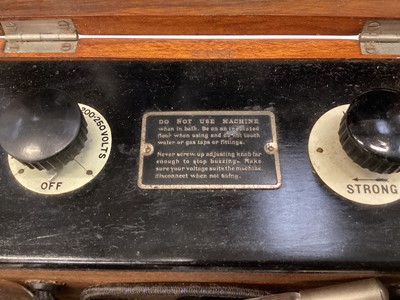 200-250 VOLTS
OFF
DO NOT USE MACHINE
when in bath. Be on an insulated
floor when using and do not touch
water or gas taps or fittings.
Never screw up adjusting knob far
enough to stop buzzing. Make
sure your voltage suits the machine
disconnect when not using.
STRONG